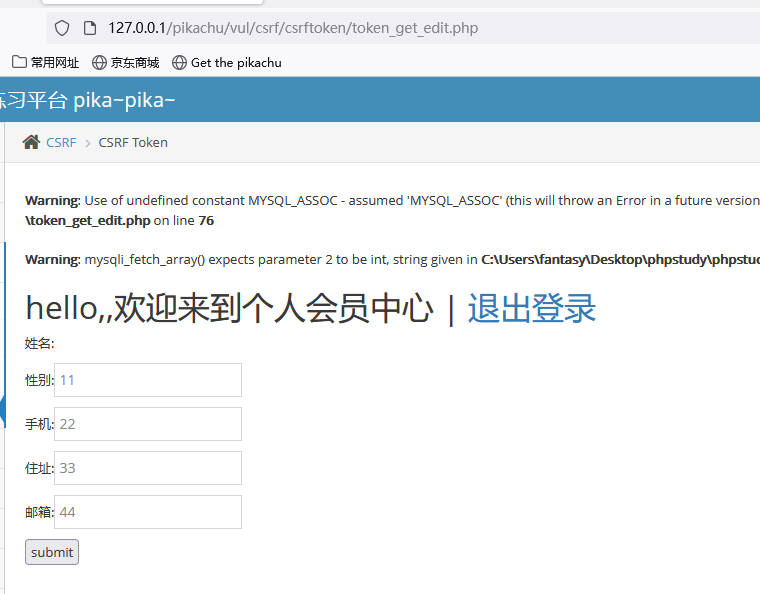 127.0.0.1/pikachu/vul/csrf/csrftoken/token_get_edit.php
常用网址 京东商城 Get the pikachu
习平台 pika~pika~
CSRF > CSRF Token
Warning: Use of undefined constant MYSQL_ASSOC - assumed 'MYSQL_ASSOC' (this will throw an Error in a future version
\token_get_edit.php on line 76
Warning: mysqli_fetch_array() expects parameter 2 to be int, string given in C:\Users\fantasy\Desktop\phpstudy\phpstud
hello,,欢迎来到个人会员中心 | 退出登录
姓名:
性别: 11
手机: 22
住址: 33
邮箱: 44
submit